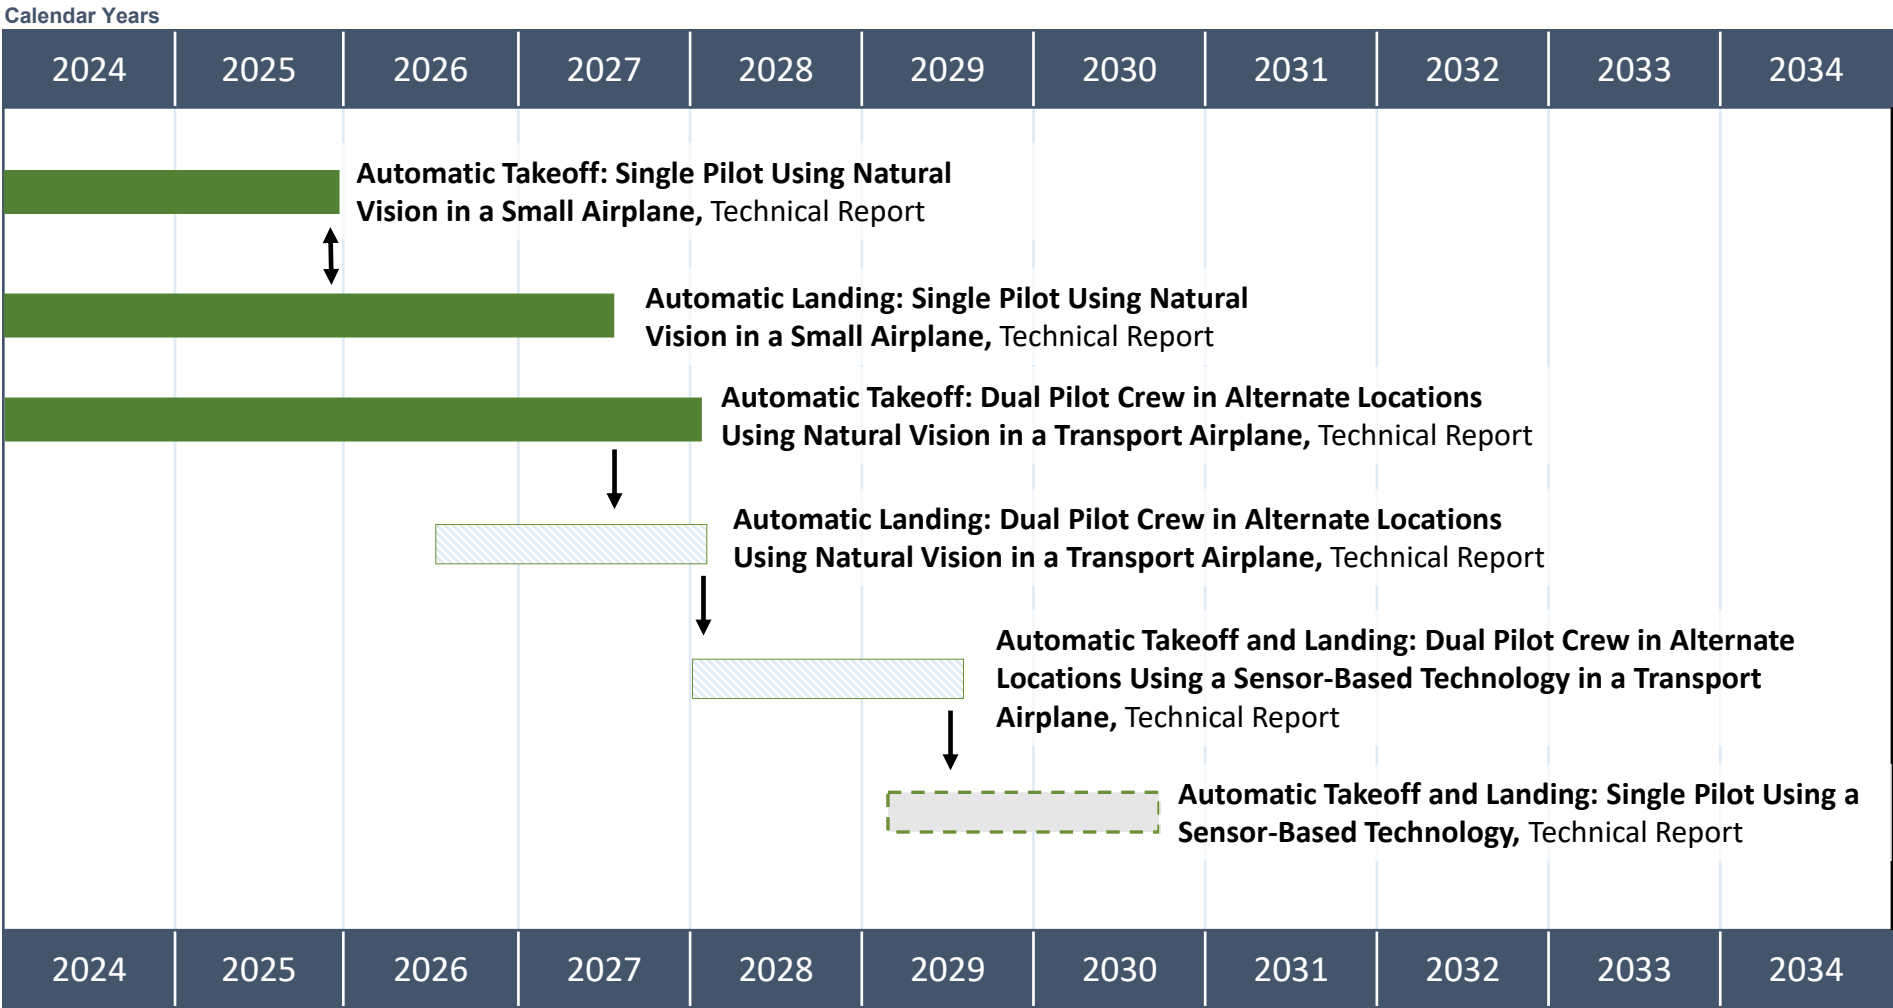 Calendar Years
2024 2025 2026 2027 2028 2029 2030 2031 2032 2033 2034
Automatic Takeoff: Single Pilot Using Natural
Vision in a Small Airplane, Technical Report
Automatic Landing: Single Pilot Using Natural
Vision in a Small Airplane, Technical Report
Automatic Takeoff: Dual Pilot Crew in Alternate Locations
Using Natural Vision in a Transport Airplane, Technical Report
Automatic Landing: Dual Pilot Crew in Alternate Locations
Using Natural Vision in a Transport Airplane, Technical Report
Automatic Takeoff and Landing: Dual Pilot Crew in Alternate
Locations Using a Sensor-Based Technology in a Transport
Airplane, Technical Report
Automatic Takeoff and Landing: Single Pilot Using a
Sensor-Based Technology, Technical Report
2024 2025 2026 2027 2028 2029 2030 2031 2032 2033 2034